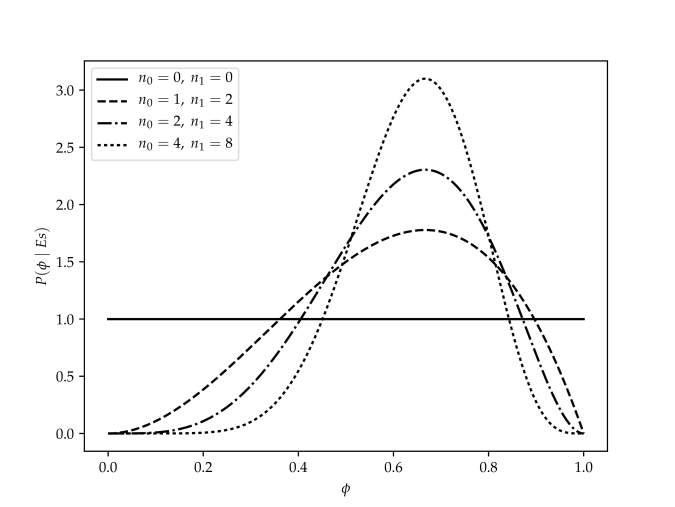 n₀ = 0, n₁ = 0
n₀ = 1, n₁ = 2
n₀ = 2, n₁ = 4
n₀ = 4, n₁ = 8
3.0
2.5
2.0
1.5
1.0
0.5
0.0
P(ϕ | Es)
0.0 0.2 0.4 0.6 0.8 1.0
ϕ